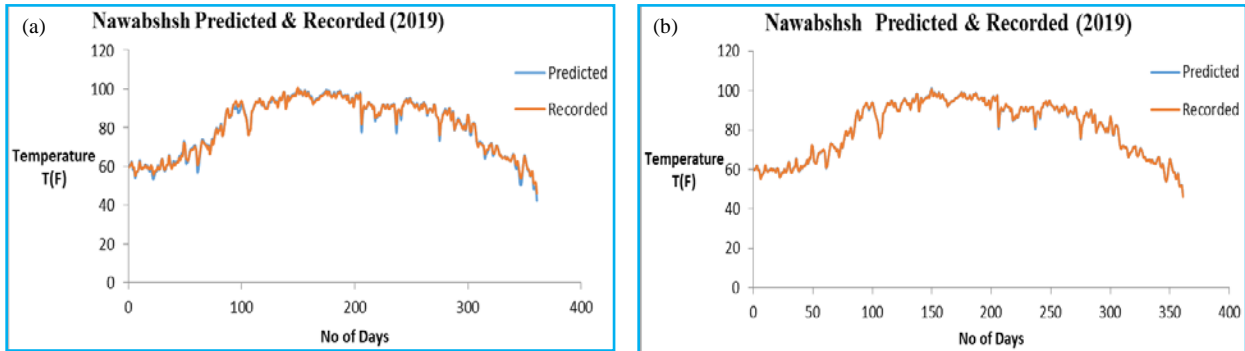 (a)
Nawabshsh Predicted & Recorded (2019)
120
100
80
60
40
20
0
Temperature
T(F)
Predicted
Recorded
0 100 200 300 400
No of Days
(b)
Nawabshsh Predicted & Recorded (2019)
120
100
80
60
40
20
0
Temperature
T(F)
Predicted
Recorded
0 50 100 150 200 250 300 350 400
No of Days